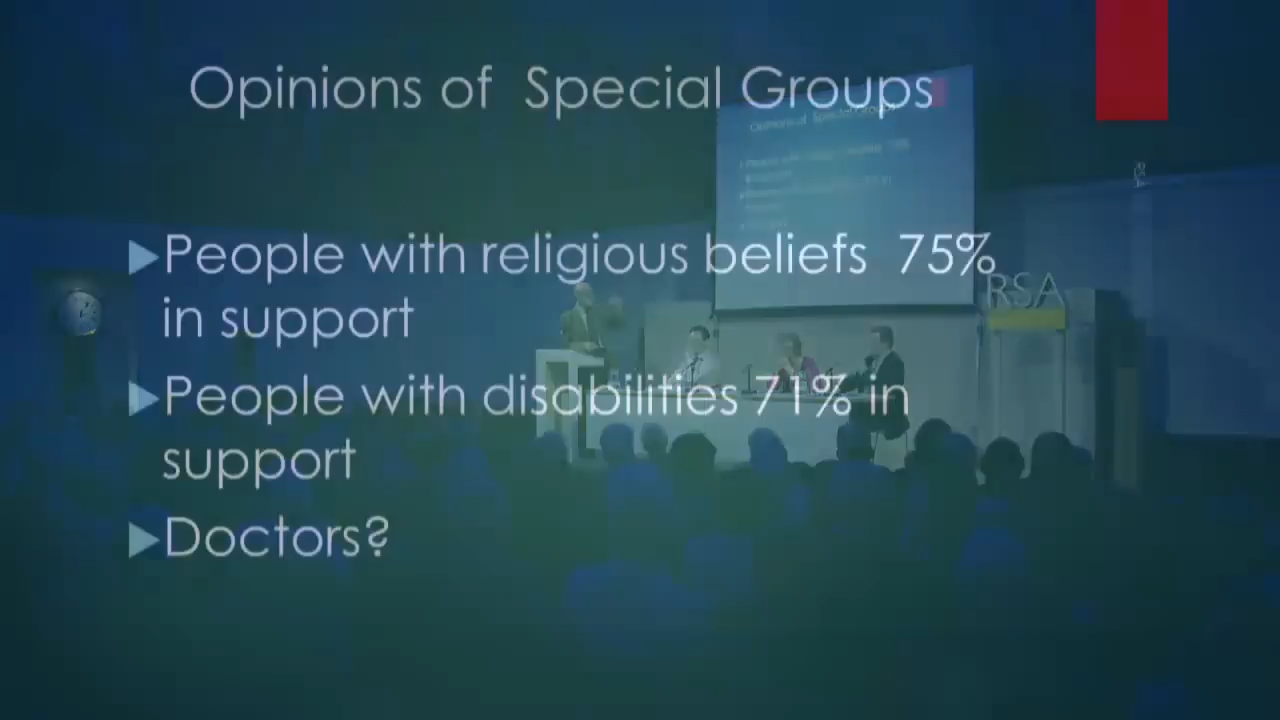 Opinions of Special Groups
People with religious beliefs 75%
in support
People with disabilities 71% in
support
Doctors?
RSA